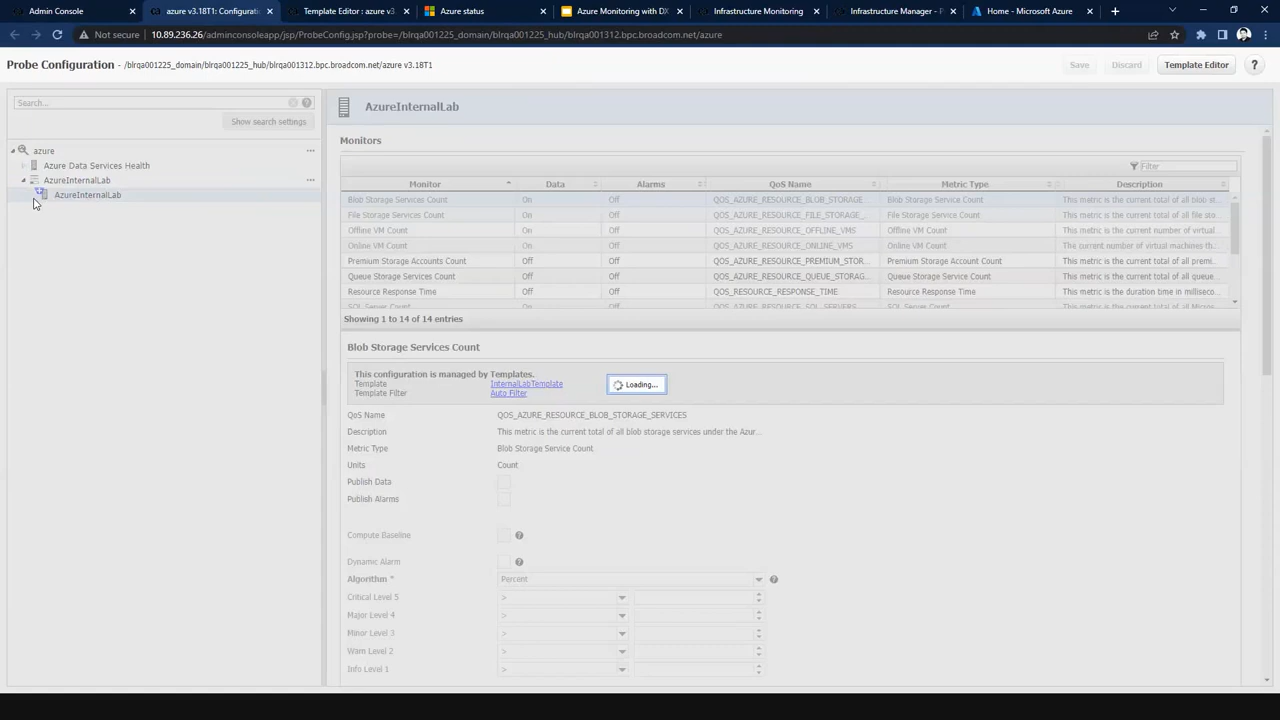 Admin Console
azure v3.18T1: Configurati
Template Editor : azure v3
Azure status
Azure Monitoring with DX
Infrastructure Monitoring
Infrastructure Manager - P
Home - Microsoft Azure
Not secure 10.89.236.26/adminconsoleapp/jsp/ProbeConfig.jsp?probe=/blrqa001225_domain/blrqa001225_hub/blrqa001312.bpc.broadcom.net/azure
Probe Configuration - /blrqa001225_domain/blrqa001225_hub/blrqa001312.bpc.broadcom.net/azure v3.18T1
Save Discard Template Editor ?
Search...
Show search settings
azure
Azure Data Services Health
AzureInternalLab
AzureInternalLab
AzureInternalLab
Monitors
Filter
Monitor Data Alarms QoS Name Metric Type Description
Blob Storage Services Count On Off QOS_AZURE_RESOURCE_BLOB_STORAGE... Blob Storage Service Count This metric is the current total of all blob st...
File Storage Services Count On Off QOS_AZURE_RESOURCE_FILE_STORAGE_... File Storage Service Count This metric is the current total of all file sto...
Offline VM Count On Off QOS_AZURE_RESOURCE_OFFLINE_VMS Offline VM Count This metric is the current number of virtual...
Online VM Count On Off QOS_AZURE_RESOURCE_ONLINE_VMS Online VM Count The current number of virtual machines th...
Premium Storage Accounts Count Off Off QOS_AZURE_RESOURCE_PREMIUM_STOR... Premium Storage Account Count This metric is the current total of all premi...
Queue Storage Services Count Off Off QOS_AZURE_RESOURCE_QUEUE_STORAG... Queue Storage Service Count This metric is the current total of all queue...
Resource Response Time Off Off QOS_RESOURCE_RESPONSE_TIME Resource Response Time This metric is the duration time in milliseco...
SQL Server Count On Off QOS_AZURE_RESOURCE_SQL_SERVERS
Showing 1 to 14 of 14 entries
Blob Storage Services Count
This configuration is managed by Templates.
Template InternalLabTemplate
Template Filter Auto Filter
Loading...
QoS Name QOS_AZURE_RESOURCE_BLOB_STORAGE_SERVICES
Description This metric is the current total of all blob storage services under the Azur...
Metric Type Blob Storage Service Count
Units Count
Publish Data
Publish Alarms
Compute Baseline
Dynamic Alarm
Algorithm * Percent
Critical Level 5 >
Major Level 4 >
Minor Level 3 >
Warn Level 2 >
Info Level 1 >